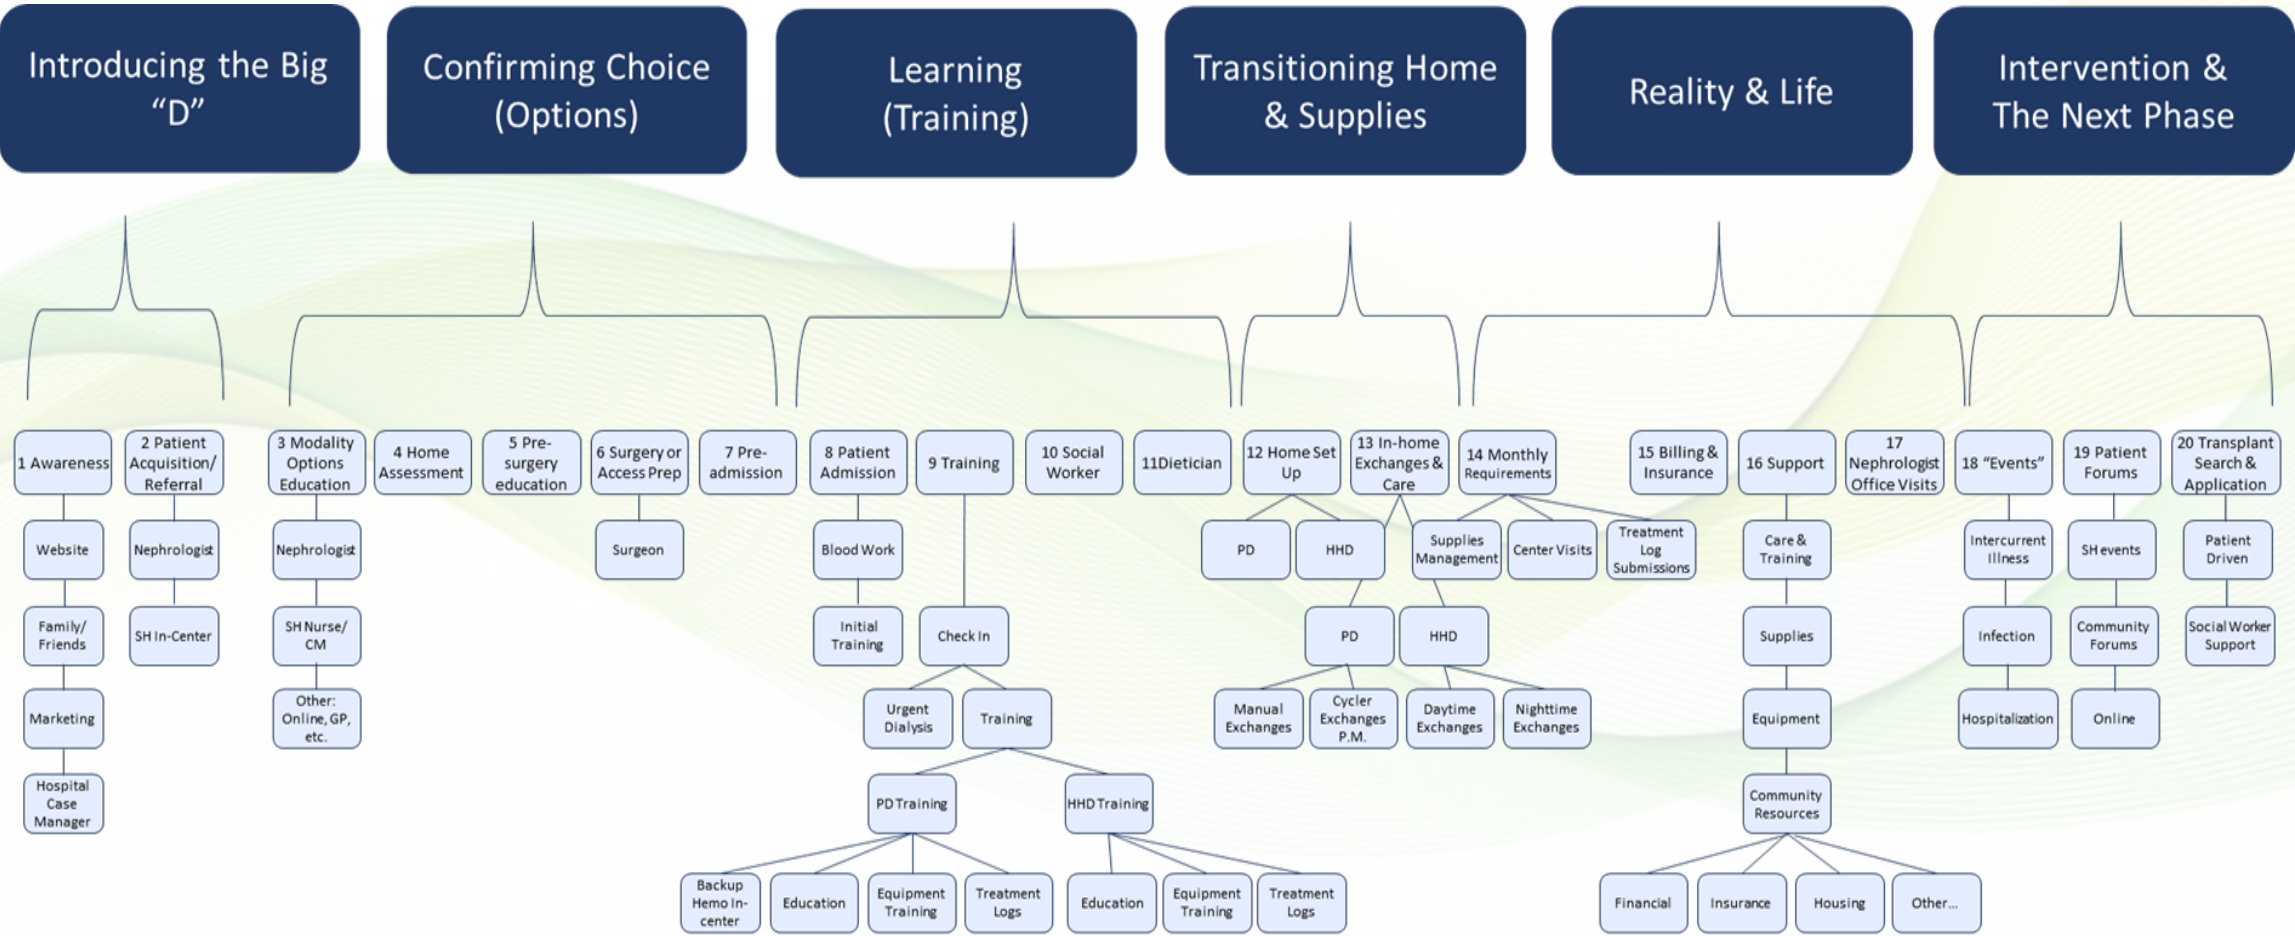 Introducing the Big
“D”
Confirming Choice
(Options)
Learning
(Training)
Transitioning Home
& Supplies
Reality & Life
Intervention &
The Next Phase
1 Awareness
2 Patient
Acquisition/
Referral
3 Modality
Options
Education
4 Home
Assessment
5 Pre-
surgery
education
6 Surgery or
Access Prep
7 Pre-
admission
8 Patient
Admission
9 Training
10 Social
Worker
11Dietician
12 Home Set
Up
13 In-home
Exchanges &
Care
14 Monthly
Requirements
15 Billing &
Insurance
16 Support
17
Nephrologist
Office Visits
18 “Events”
19 Patient
Forums
20 Transplant
Search &
Application
Website
Nephrologist
Nephrologist
Surgeon
Blood Work
PD
HHD
Supplies
Management
Center Visits
Treatment
Log
Submissions
Care &
Training
Intercurrent
Illness
SH events
Patient
Driven
Family/
Friends
SH In-Center
SH Nurse/
CM
Initial
Training
Check In
PD
HHD
Supplies
Infection
Community
Forums
Social Worker
Support
Marketing
Other:
Online, GP,
etc.
Urgent
Dialysis
Training
Manual
Exchanges
Cycler
Exchanges
P.M.
Daytime
Exchanges
Nighttime
Exchanges
Equipment
Hospitalization
Online
Hospital
Case
Manager
PD Training
HHD Training
Community
Resources
Backup
Hemo In-
center
Education
Equipment
Training
Treatment
Logs
Education
Equipment
Training
Treatment
Logs
Financial
Insurance
Housing
Other...